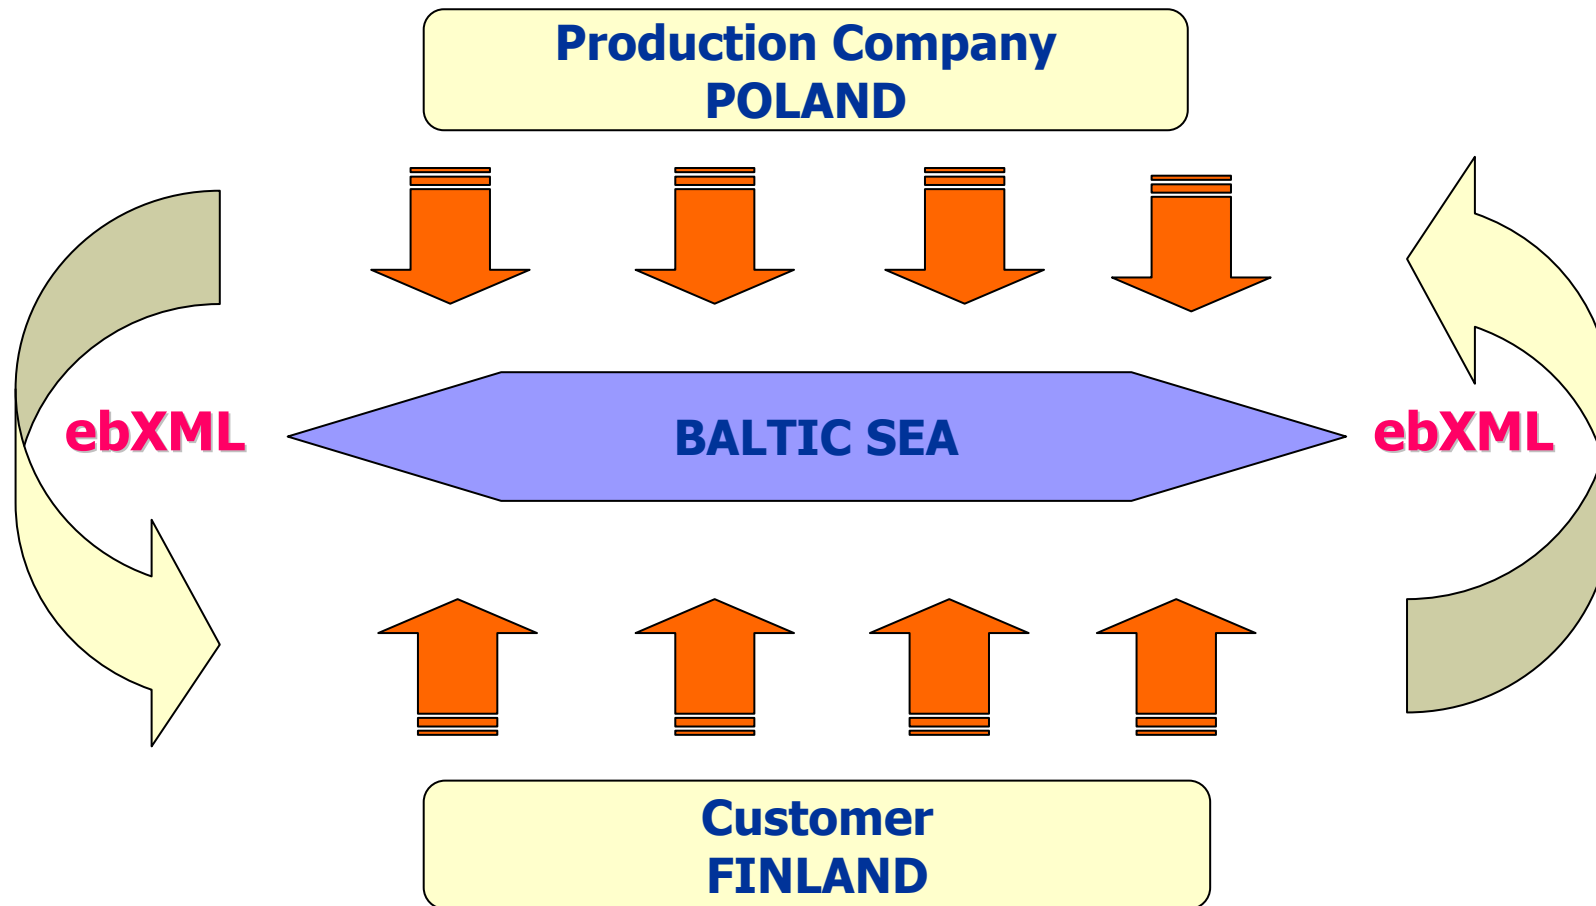 Production Company
POLAND
ebXML
BALTIC SEA
ebXML
Customer
FINLAND